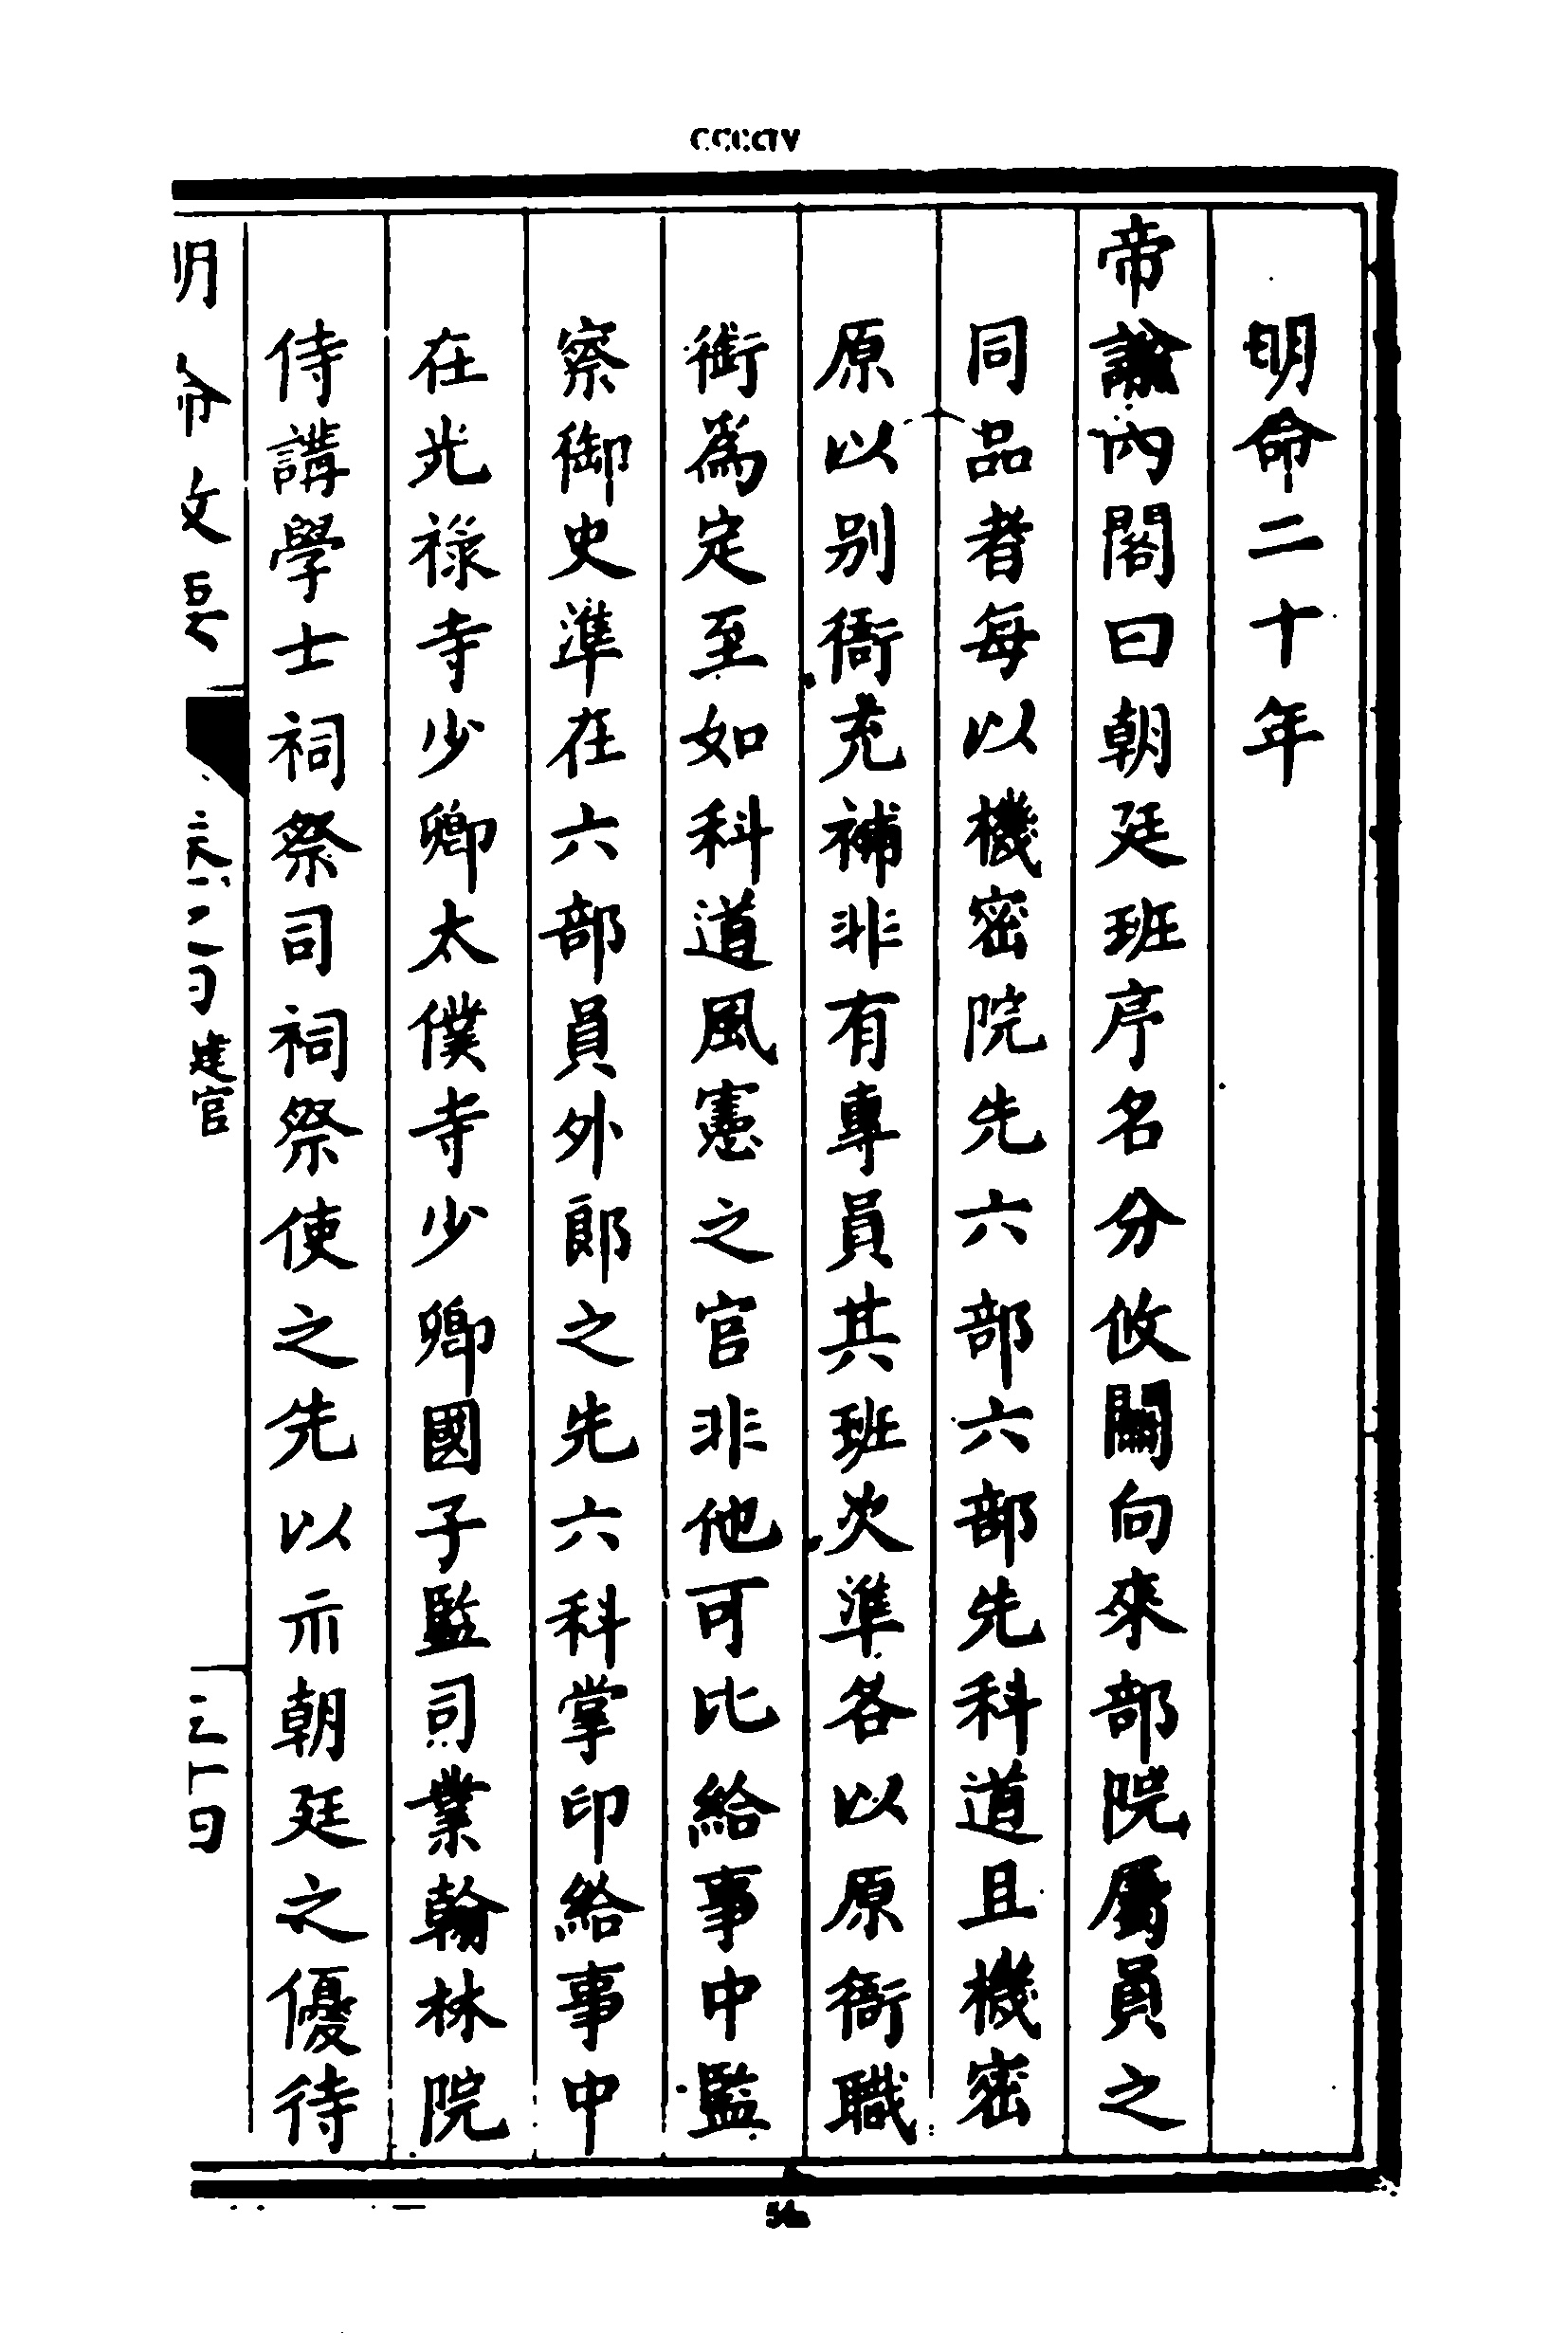 CCCCIV
明命二十年
帝諭內閣曰朝廷班序名分攸關向來部院屬員之
同品者每以機密院先六部六部先科道且機密
原以别衙充補非有專員其班次準各以原衙職
銜為定至如科道風憲之官非他可比給事中監
察御史準在六部員外郎之先六科掌印給事中
在光祿寺少卿太僕寺少卿國子監司業翰林院
侍講學士祠祭司祠祭使之先以示朝廷之優待
明命政要
建官
54a